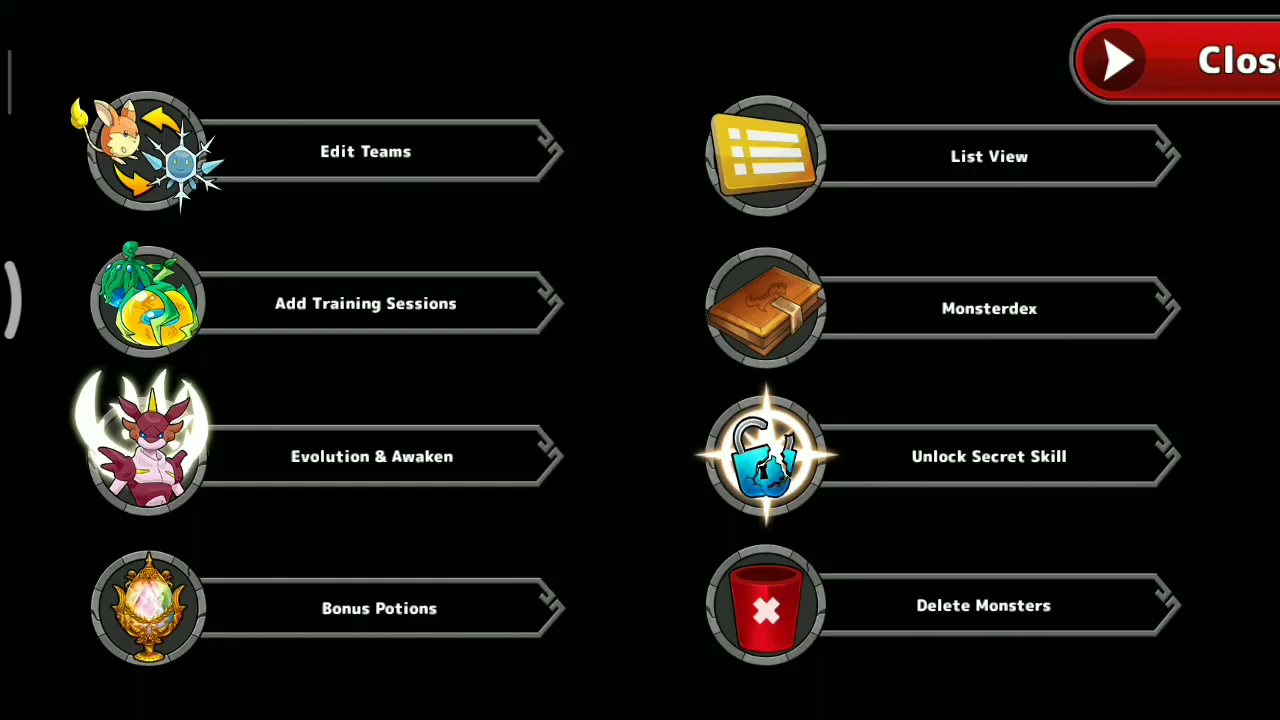 Clos
Edit Teams
List View
Add Training Sessions
Monsterdex
Evolution & Awaken
Unlock Secret Skill
Bonus Potions
Delete Monsters